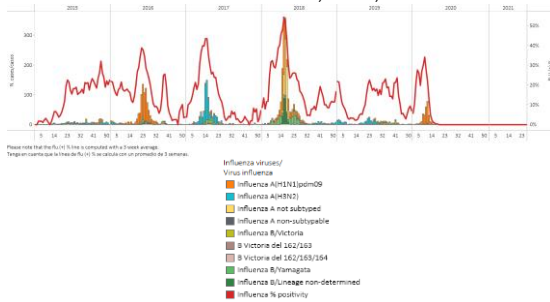 2015 2016 2017 2018 2019 2020 2021
300
200
100
0
50%
40%
30%
20%
10%
0%
5 14 23 32 41 50 5 14 23 32 41 50 5 14 23 32 41 50 5 14 23 32 41 50 5 14 23 32 41 50 5 14 23 32 41 50 5 14 23
Please note that the flu (+) % line is computed with a 3-week average.
Tenga en cuenta que la línea de flu (+) % se calcula con un promedio de 3 semanas.
Influenza viruses/
Virus influenza
Influenza A(H1N1)pdm09
Influenza A(H3N2)
Influenza A not subtyped
Influenza A non-subtypable
Influenza B/Victoria
B Victoria del 162/163
B Victoria del 162/163/164
Influenza B/Yamagata
Influenza B/Lineage non-determined
Influenza % positivity